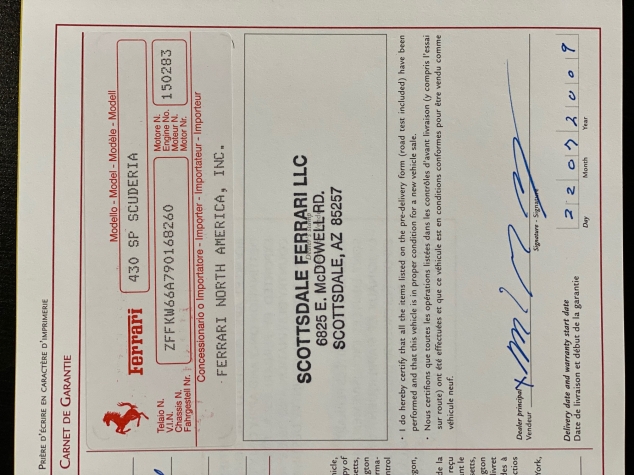 PRIÈRE D'ÉCRIRE EN CARACTÈRE D'IMPRIMERIE
CARNET DE GARANTIE
Modello - Model - Modèle - Modell
Ferrari
430 SP SCUDERIA
Telaio N.
V.I.N.
Chassis N.
Fahrgestell Nr.
ZFFKW66A790168260
Motore N.
Engine No.
Moteur N.
Motor Nr.
150283
Concessionario o Importatore - Importer - Importateur - Importeur
FERRARI NORTH AMERICA, INC.
SCOTTSDALE FERRARI LLC
6825 E. McDOWELL RD.
SCOTTSDALE, AZ 85257
• I do hereby certify that all the items listed on the pre-delivery form (road test included) have been
performed and that this vehicle is in proper condition for a new vehicle sale.
• Nous certifions que toutes les opérations listées dans les contrôles d'avant livraison (y compris l'essai
sur route) ont été effectuées et que ce véhicule est en conditions conformes pour être vendu comme
véhicule neuf.
Dealer principal
Vendeur
X
Signature - Signature
Delivery date and warranty start date
Date de livraison et début de la garantie
2 2 0 7 2 0 0 9
Day Month Year